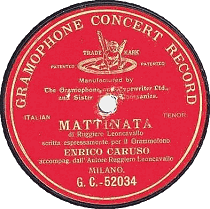 GRAMOPHONE CONCERT RECORD
TRADE MARK
PATENTED PATENTED
Manufactured by
The Gramophone and Typewriter Ltd.,
and Sister Companies.
ITALIAN TENOR
MATTINATA
di Ruggiero Leoncavallo
scritta espressamente per il Grammofono
ENRICO CARUSO
accompag. dall'Autore Ruggiero Leoncavallo
MILANO.
G. C.-52034